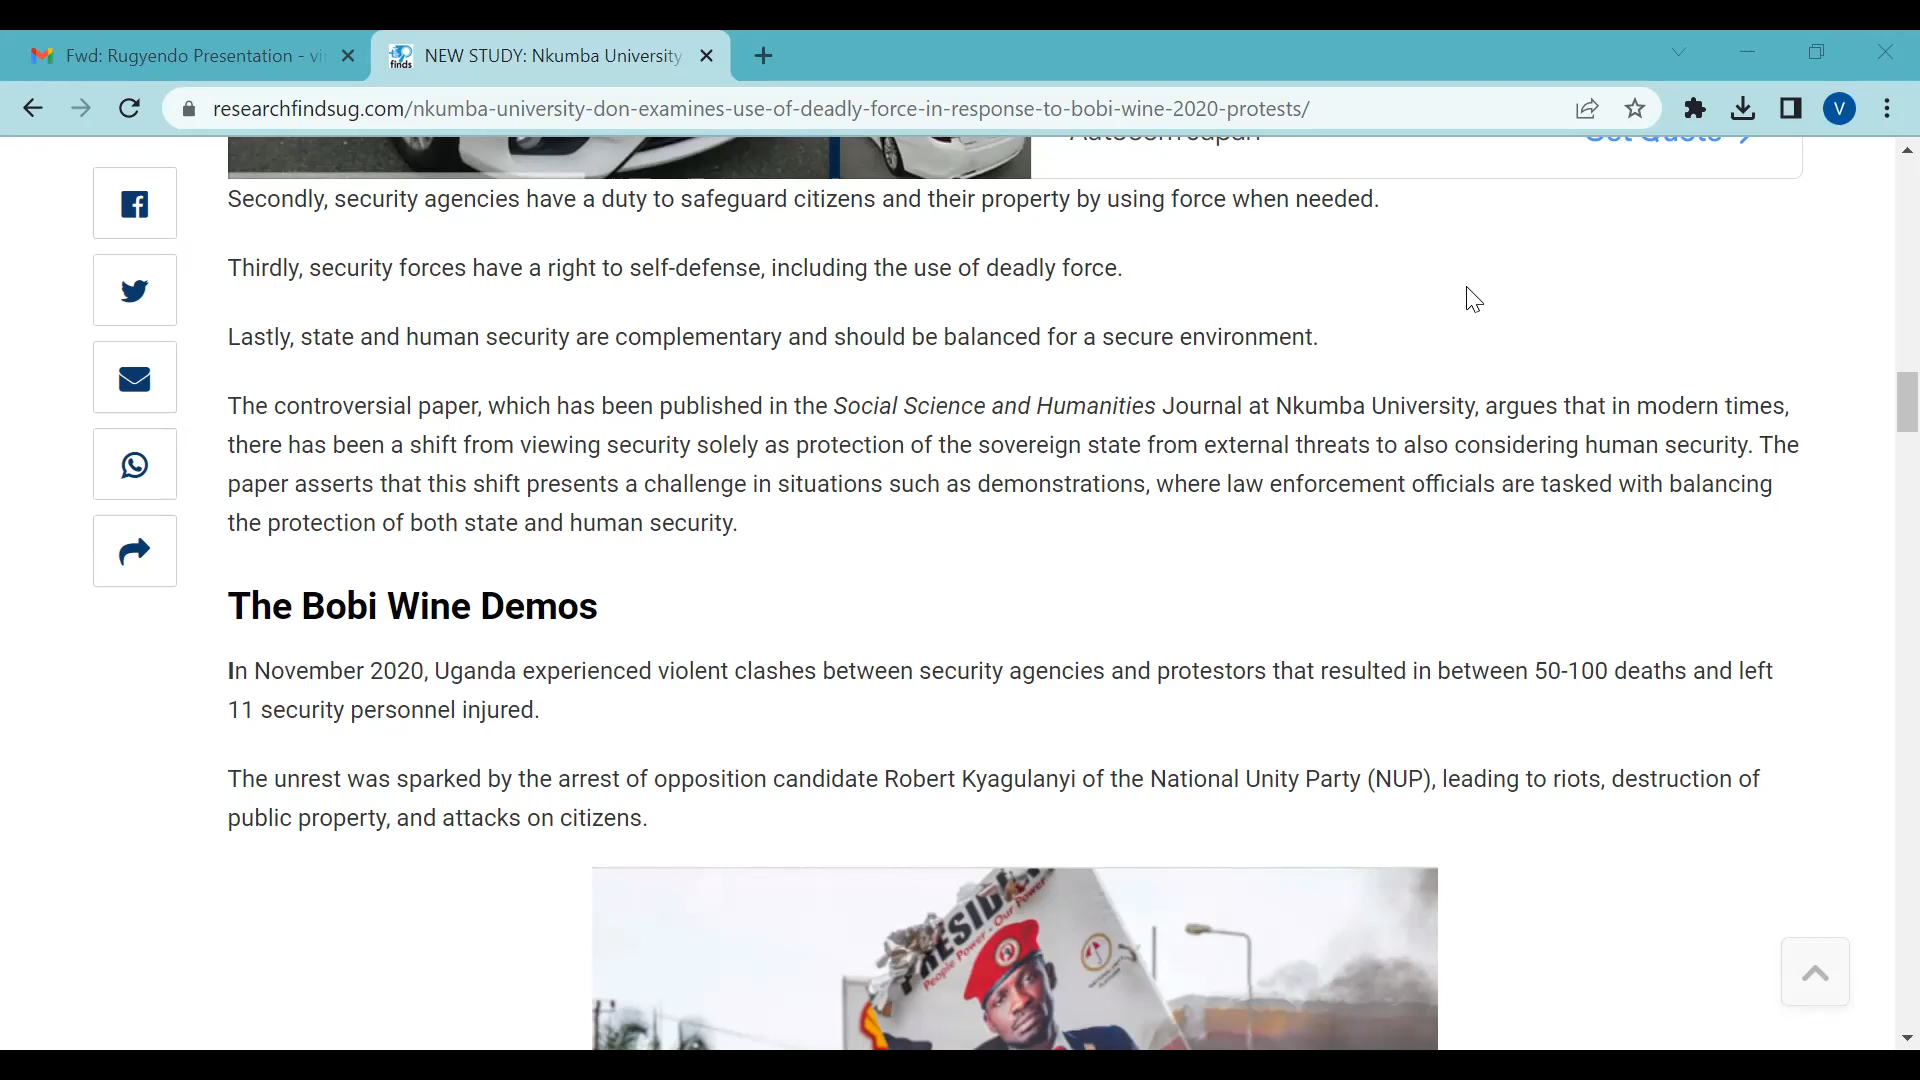 Fwd: Rugyendo Presentation - vi
finds
NEW STUDY: Nkumba University
researchfindsug.com/nkumba-university-don-examines-use-of-deadly-force-in-response-to-bobi-wine-2020-protests/
V
Secondly, security agencies have a duty to safeguard citizens and their property by using force when needed.
Thirdly, security forces have a right to self-defense, including the use of deadly force.
Lastly, state and human security are complementary and should be balanced for a secure environment.
The controversial paper, which has been published in the Social Science and Humanities Journal at Nkumba University, argues that in modern times,
there has been a shift from viewing security solely as protection of the sovereign state from external threats to also considering human security. The
paper asserts that this shift presents a challenge in situations such as demonstrations, where law enforcement officials are tasked with balancing
the protection of both state and human security.
The Bobi Wine Demos
In November 2020, Uganda experienced violent clashes between security agencies and protestors that resulted in between 50-100 deaths and left
11 security personnel injured.
The unrest was sparked by the arrest of opposition candidate Robert Kyagulanyi of the National Unity Party (NUP), leading to riots, destruction of
public property, and attacks on citizens.
People Power - Our Power